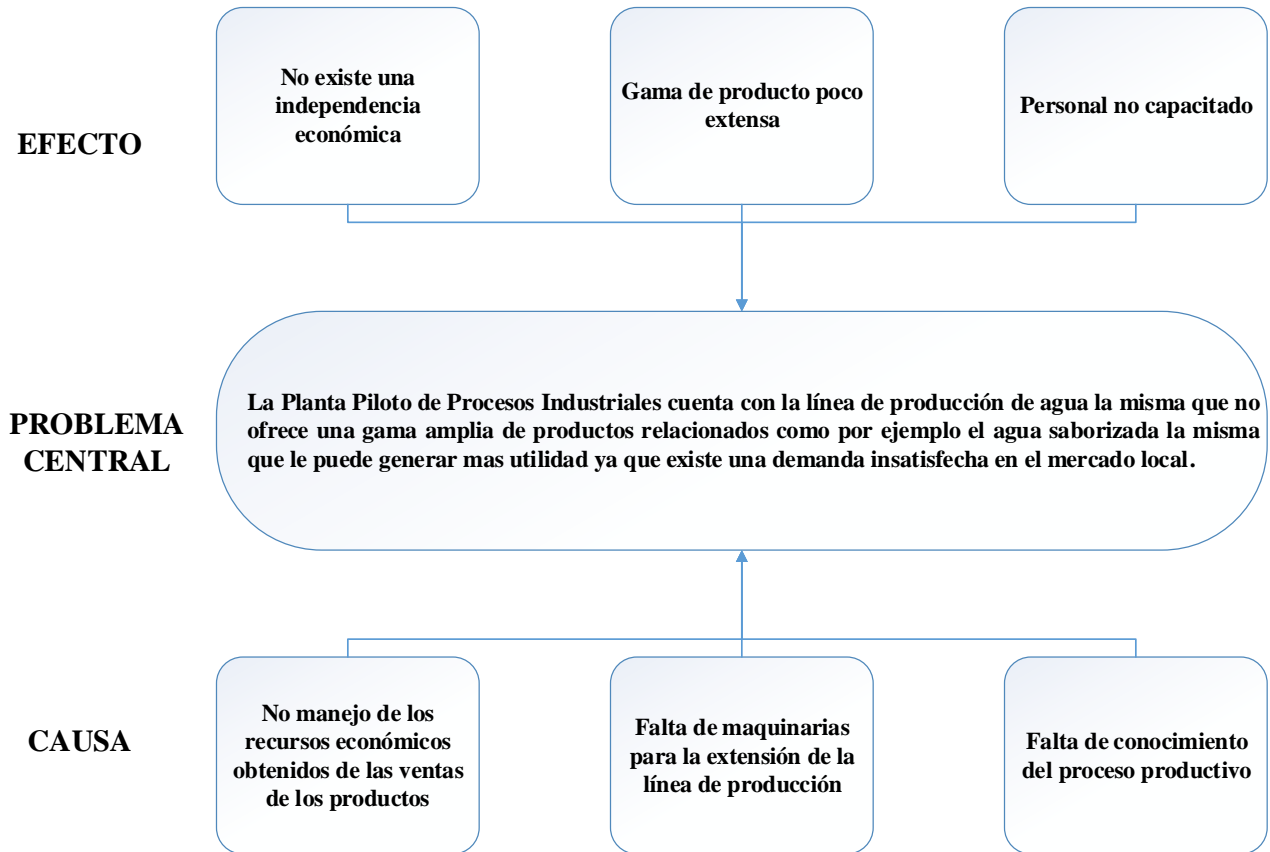 No existe una
independencia
económica
Gama de producto poco
extensa
Personal no capacitado
EFECTO
PROBLEMA
CENTRAL
La Planta Piloto de Procesos Industriales cuenta con la línea de producción de agua la misma que no
ofrece una gama amplia de productos relacionados como por ejemplo el agua saborizada la misma
que le puede generar mas utilidad ya que existe una demanda insatisfecha en el mercado local.
CAUSA
No manejo de los
recursos económicos
obtenidos de las ventas
de los productos
Falta de maquinarias
para la extensión de la
línea de producción
Falta de conocimiento
del proceso productivo